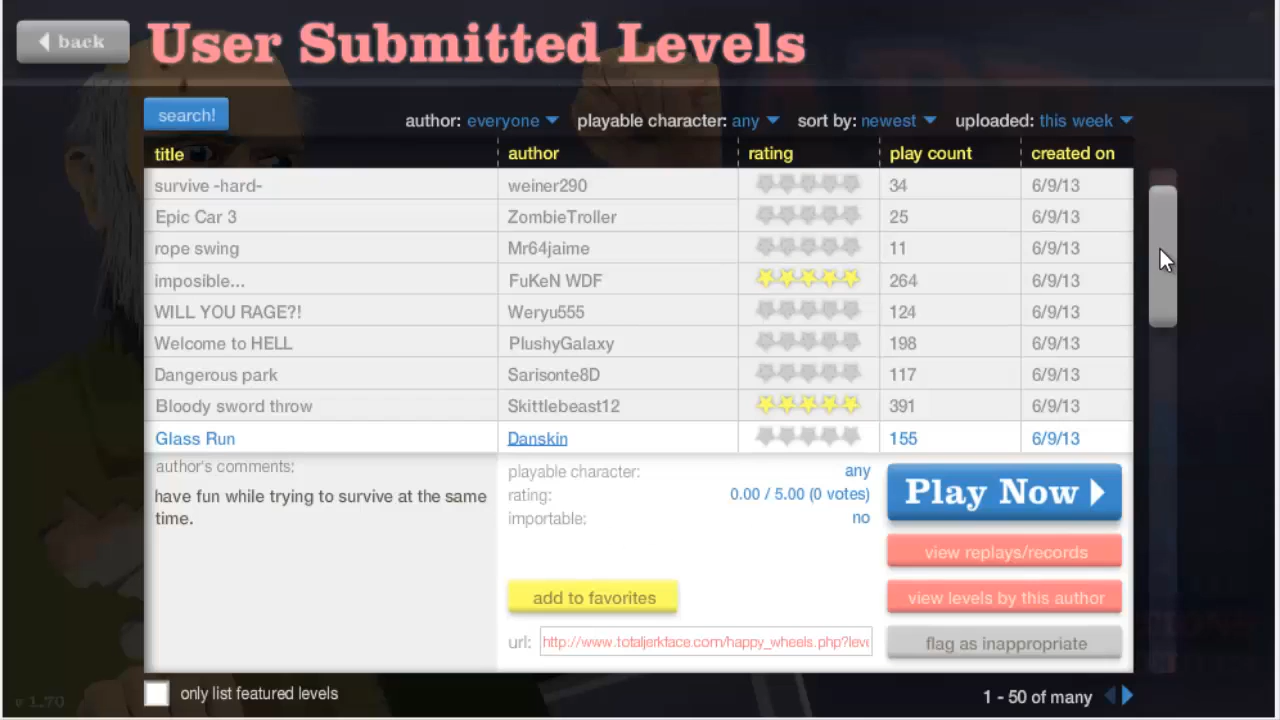 back
User Submitted Levels
search!
author: everyone playable character: any sort by: newest uploaded: this week
title author rating play count created on
survive -hard- weiner290 34 6/9/13
Epic Car 3 ZombieTroller 25 6/9/13
rope swing Mr64jaime 11 6/9/13
imposible... FuKeN WDF 264 6/9/13
WILL YOU RAGE?! Weryu555 124 6/9/13
Welcome to HELL PlushyGalaxy 198 6/9/13
Dangerous park Sarisonte8D 117 6/9/13
Bloody sword throw Skittlebeast12 391 6/9/13
Glass Run Danskin 155 6/9/13
author's comments:
have fun while trying to survive at the same
time.
playable character: any
rating: 0.00 / 5.00 (0 votes)
importable: no
add to favorites
url: http://www.totaljerkface.com/happy_wheels.php?leve
Play Now
view replays/records
view levels by this author
flag as inappropriate
only list featured levels
1 - 50 of many
v 1.70